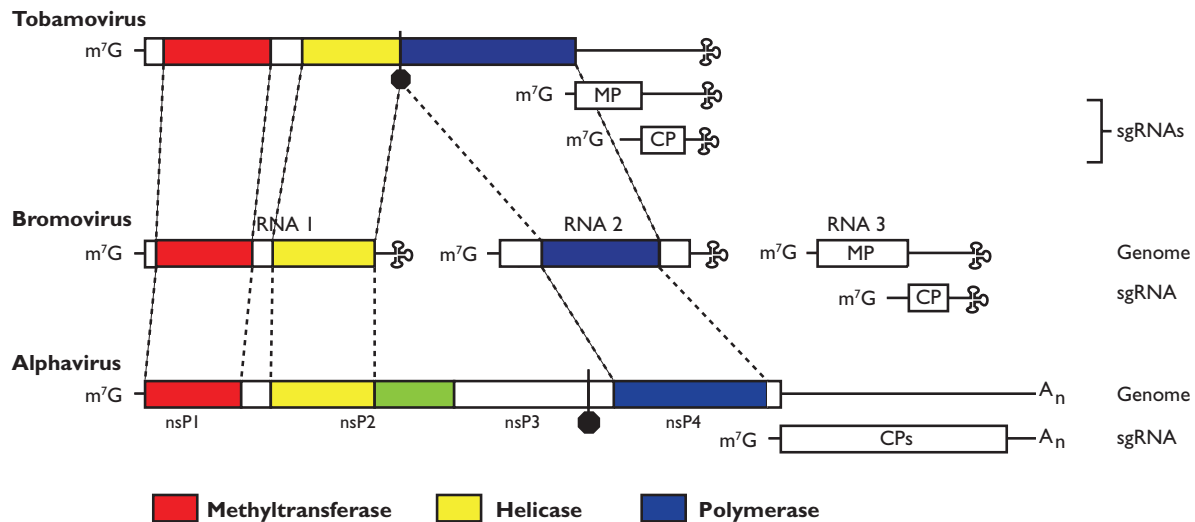 Tobamovirus
m⁷G
m⁷G MP
sgRNAs
m⁷G CP
Bromovirus RNA 1 RNA 2 RNA 3
m⁷G m⁷G m⁷G MP Genome
m⁷G CP sgRNA
Alphavirus
m⁷G Aₙ Genome
nsP1 nsP2 nsP3 nsP4
m⁷G CPs Aₙ sgRNA
Methyltransferase Helicase Polymerase